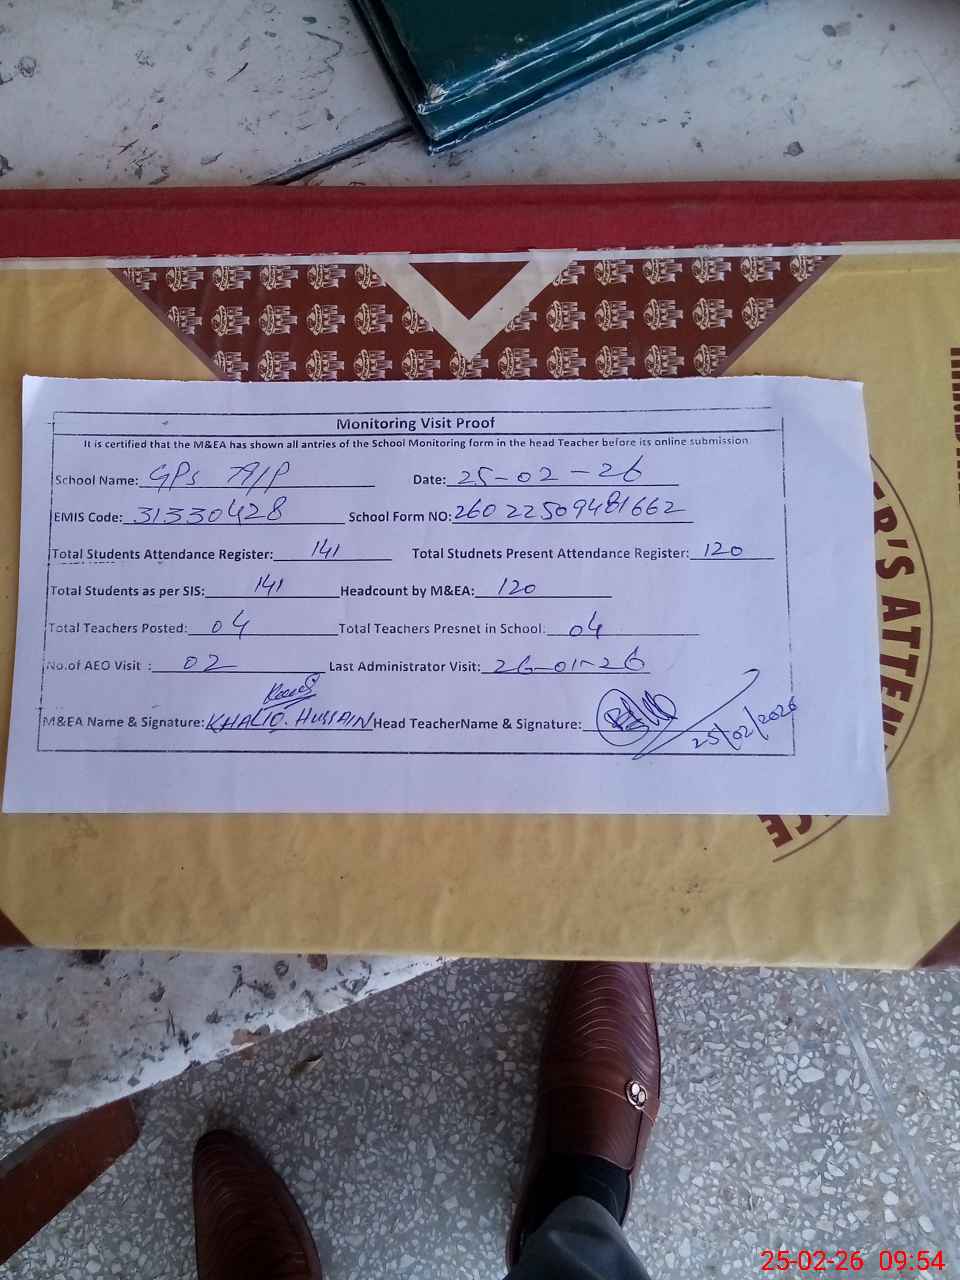 Monitoring Visit Proof
It is certified that the M&EA has shown all antries of the School Monitoring form in the head Teacher before its online submission
School Name: GPS A/P Date: 25-02-26
EMIS Code: 31330428 School Form NO: 26022509481662
Total Students Attendance Register: 141 Total Studnets Present Attendance Register: 120
Total Students as per SIS: 141 Headcount by M&EA: 120
Total Teachers Posted: 04 Total Teachers Presnet in School: 04
No.of AEO Visit : 02 Last Administrator Visit: 26-01-26
M&EA Name & Signature: KHALID. HUSSAIN Head TeacherName & Signature:
25/02/2026
ER'S ATTEN
CE
25-02-26 09:54